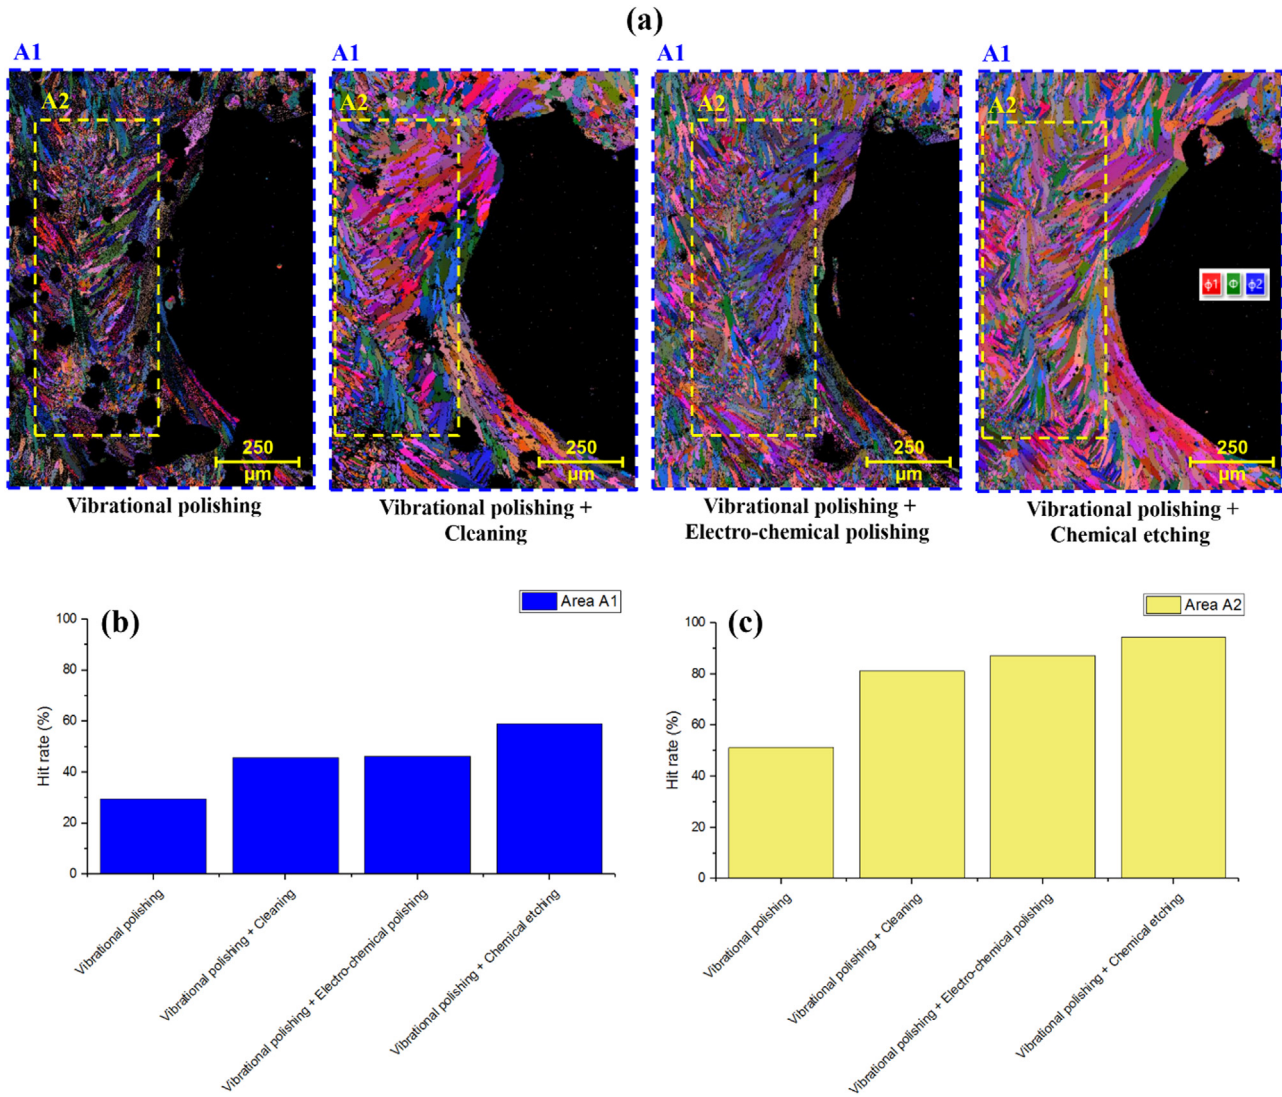 (a)
A1
A1
A1
A1
A2
A2
A2
A2
ϕ1 Φ ϕ2
250
µm
250
µm
250
µm
250
µm
Vibrational polishing
Vibrational polishing +
Cleaning
Vibrational polishing +
Electro-chemical polishing
Vibrational polishing +
Chemical etching
(b)
Area A1
100
80
60
40
20
0
Hit rate (%)
Vibrational polishing
Vibrational polishing + Cleaning
Vibrational polishing + Electro-chemical polishing
Vibrational polishing + Chemical etching
(c)
Area A2
100
80
60
40
20
0
Hit rate (%)
Vibrational polishing
Vibrational polishing + Cleaning
Vibrational polishing + Electro-chemical polishing
Vibrational polishing + Chemical etching